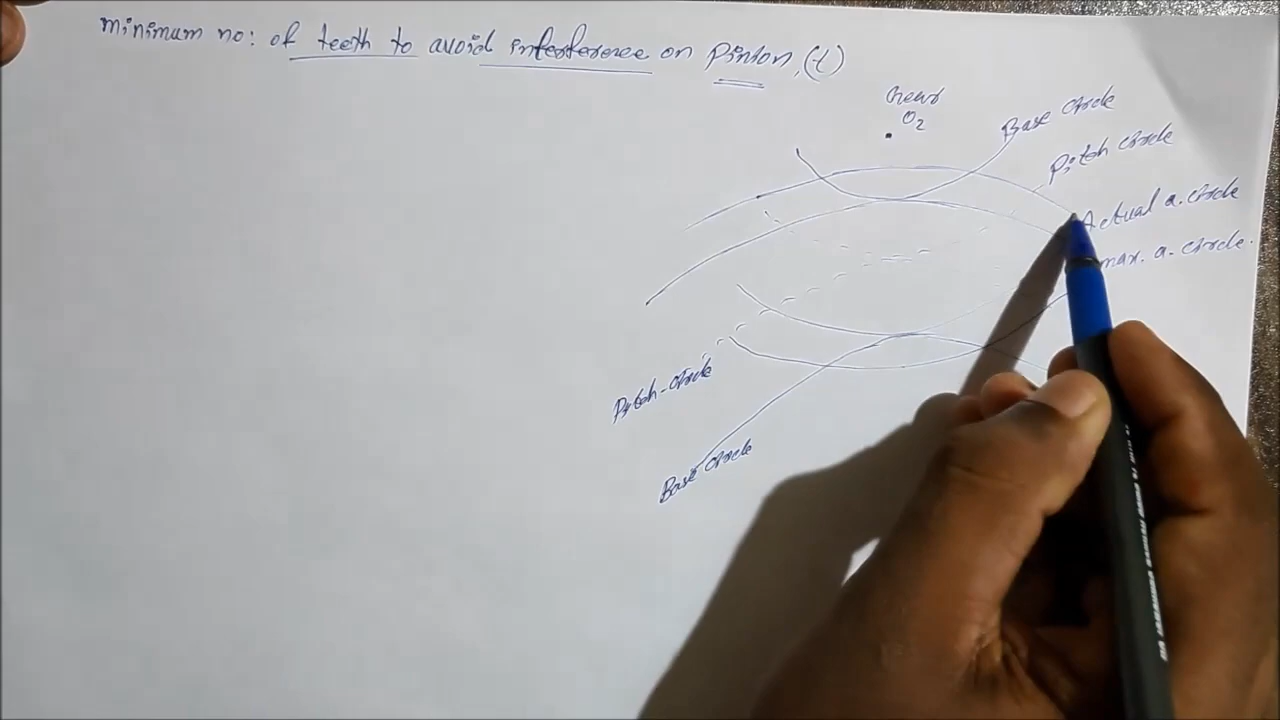 minimum no: of teeth to avoid interference on Pinion, (t)
O2
Base Circle
Pitch Circle
Actual a. Circle
max. a. Circle.
Pitch-Circle
Base Circle